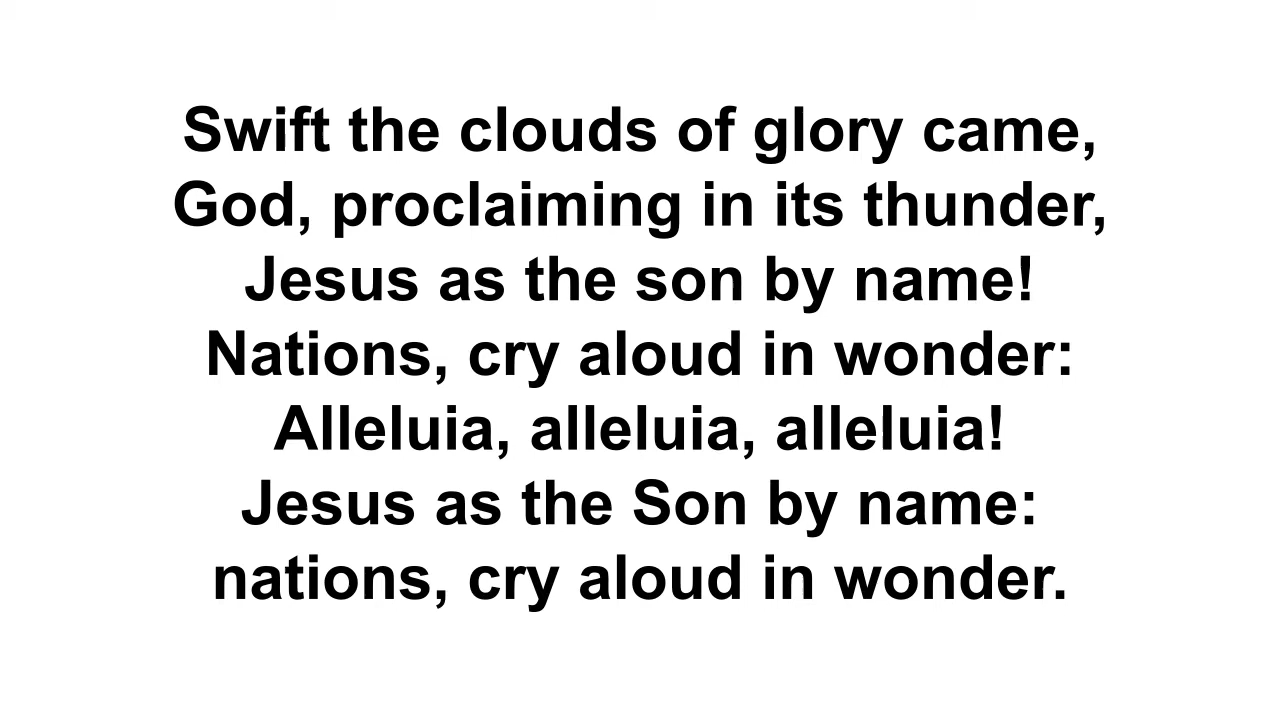 Swift the clouds of glory came,
God, proclaiming in its thunder,
Jesus as the son by name!
Nations, cry aloud in wonder:
Alleluia, alleluia, alleluia!
Jesus as the Son by name:
nations, cry aloud in wonder.